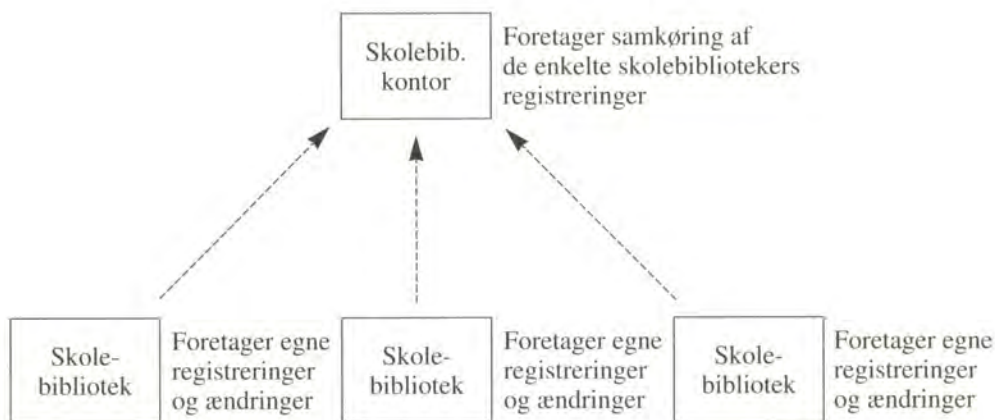 Skolebib.
kontor
Foretager samkøring af
de enkelte skolebibliotekers
registreringer
Skole-
bibliotek
Foretager egne
registreringer
og ændringer
Skole-
bibliotek
Foretager egne
registreringer
og ændringer
Skole-
bibliotek
Foretager egne
registreringer
og ændringer